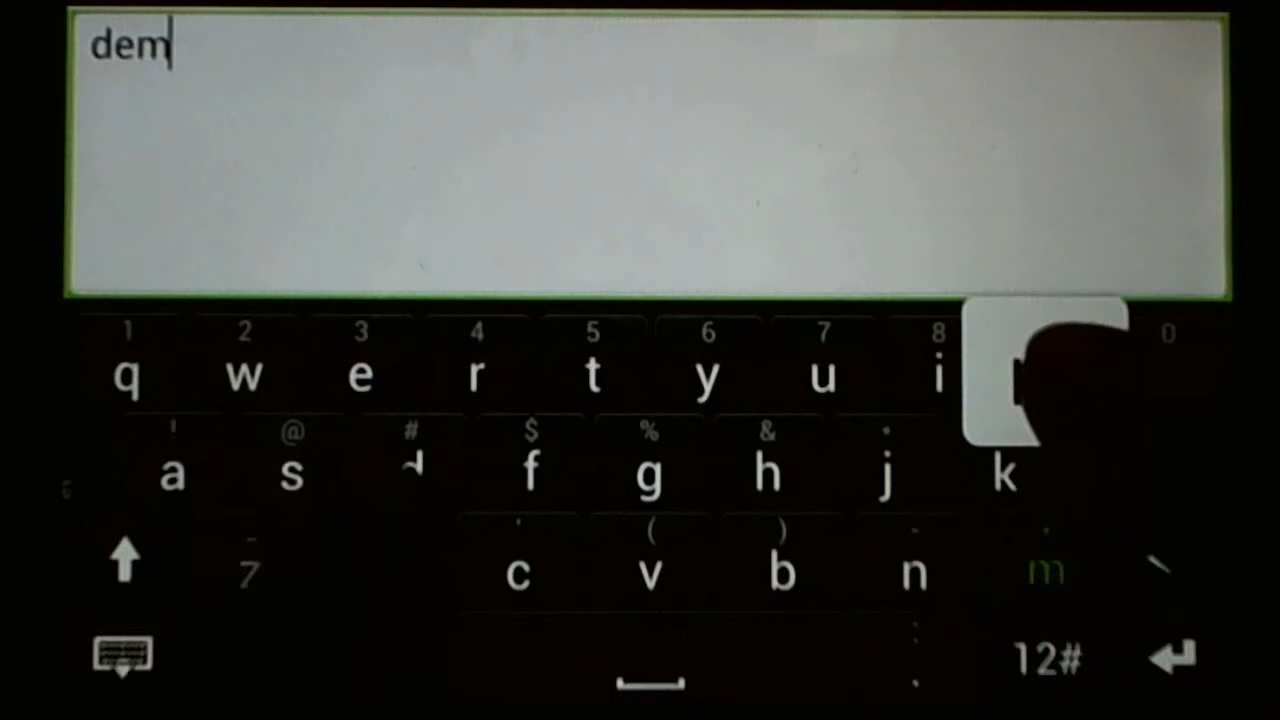 dem
1 2 3 4 5 6 7 8 0
q w e r t y u i
! @ # $ % &
a s f g h j k
' ( ) -
c v b n m
12#